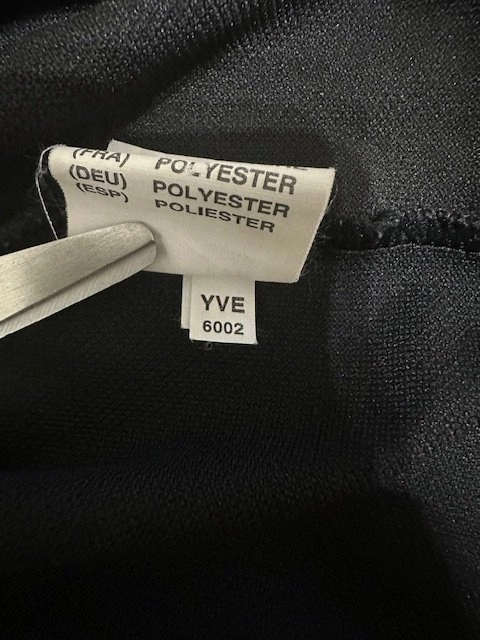 (FRA) POLYESTER
(DEU) POLYESTER
(ESP) POLIESTER
YVE
6002